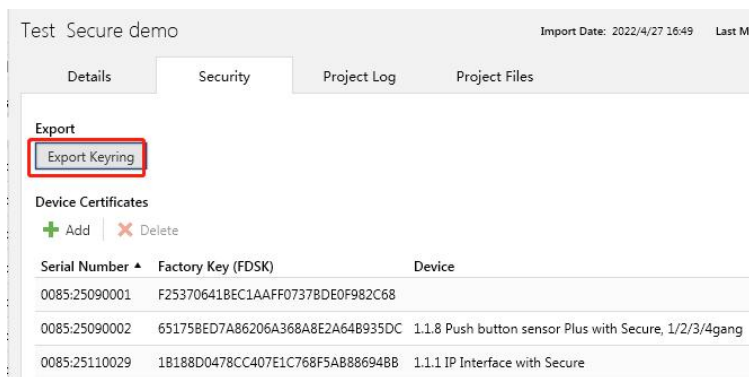 Test Secure demo Import Date: 2022/4/27 16:49 Last M
Details Security Project Log Project Files
Export
Export Keyring
Device Certificates
Add Delete
Serial Number Factory Key (FDSK) Device
0085:25090001 F25370641BEC1AAFF0737BDE0F982C68
0085:25090002 65175BED7A86206A368A8E2A64B935DC 1.1.8 Push button sensor Plus with Secure, 1/2/3/4gang
0085:25110029 1B188D0478CC407E1C768F5AB88694BB 1.1.1 IP Interface with Secure